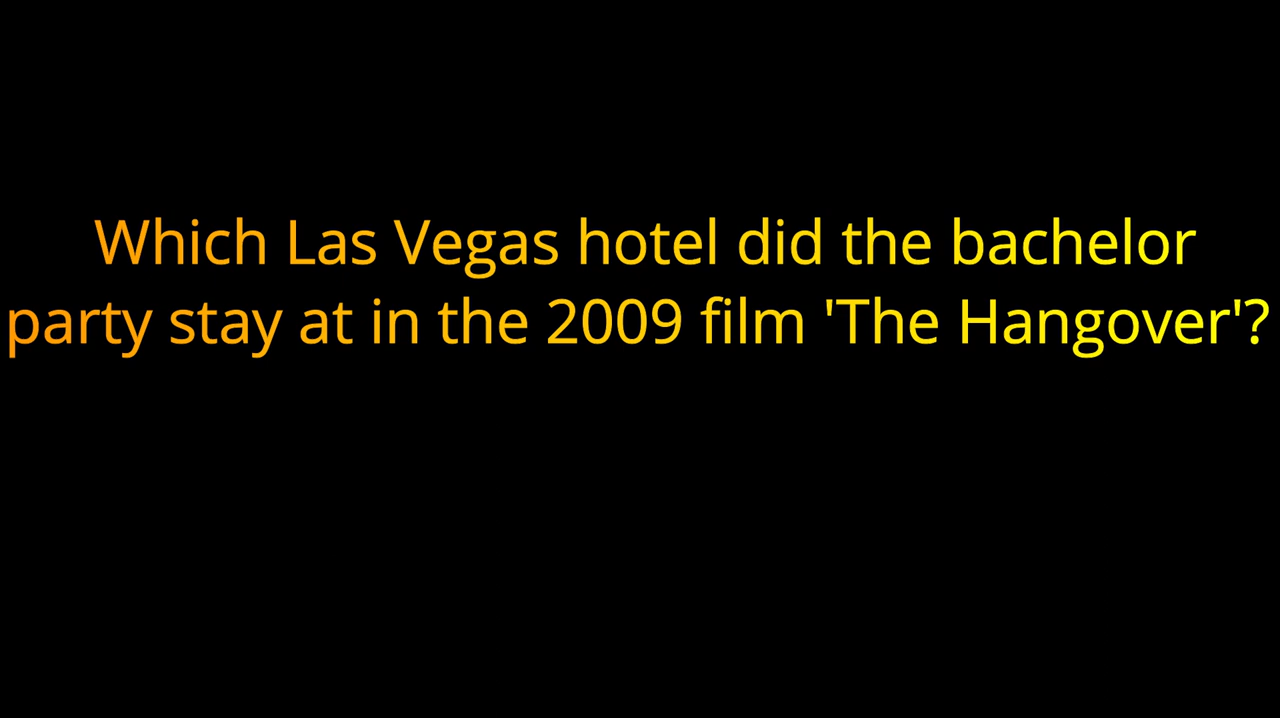 Which Las Vegas hotel did the bachelor
party stay at in the 2009 film 'The Hangover'?